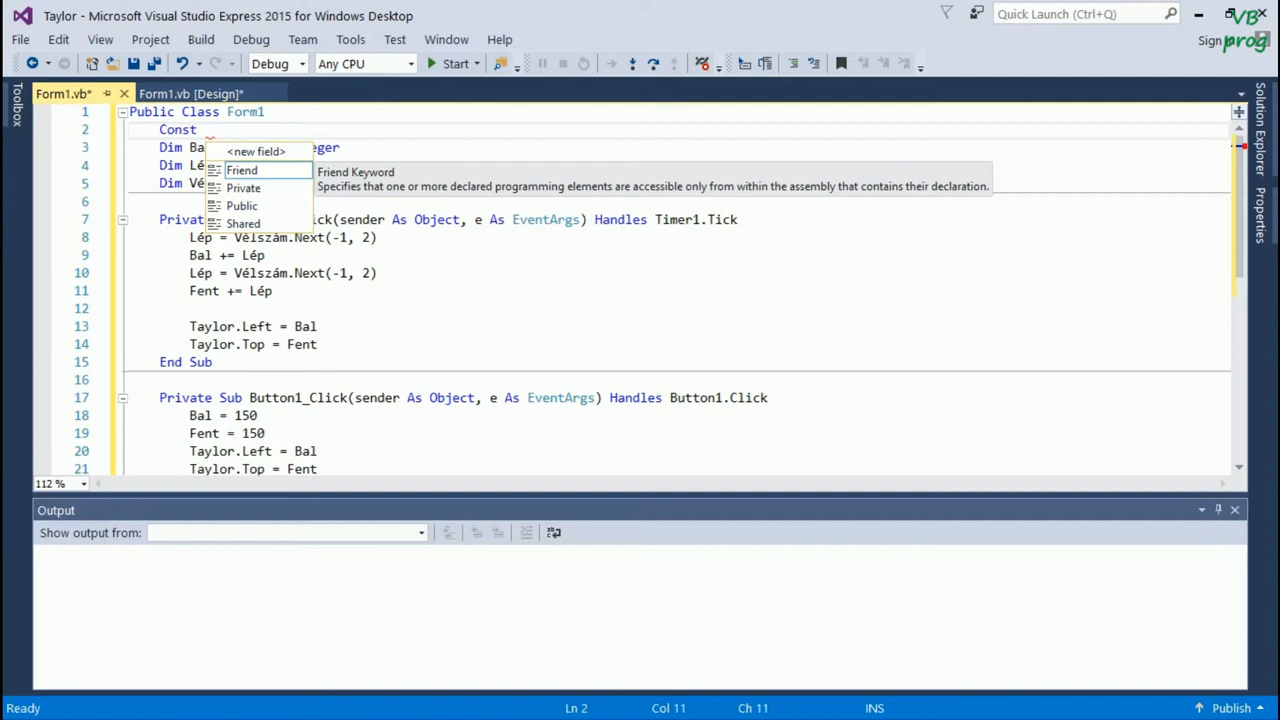 Taylor - Microsoft Visual Studio Express 2015 for Windows Desktop
Quick Launch (Ctrl+Q)
VB
prog
File Edit View Project Build Debug Team Tools Test Window Help
Sign
Debug Any CPU Start
Form1.vb* Form1.vb [Design]*
Toolbox
Solution Explorer
Properties
1 Public Class Form1
2 Const
3 Dim Ba eger
4 Dim Lé
5 Dim Vé
6
<new field>
Friend
Private
Public
Shared
Friend Keyword
Specifies that one or more declared programming elements are accessible only from within the assembly that contains their declaration.
7 Private ick(sender As Object, e As EventArgs) Handles Timer1.Tick
8 Lép = Vélszám.Next(-1, 2)
9 Bal += Lép
10 Lép = Vélszám.Next(-1, 2)
11 Fent += Lép
12
13 Taylor.Left = Bal
14 Taylor.Top = Fent
15 End Sub
16
17 Private Sub Button1_Click(sender As Object, e As EventArgs) Handles Button1.Click
18 Bal = 150
19 Fent = 150
20 Taylor.Left = Bal
21 Taylor.Top = Fent
112 %
Output
Show output from:
Ready Ln 2 Col 11 Ch 11 INS Publish